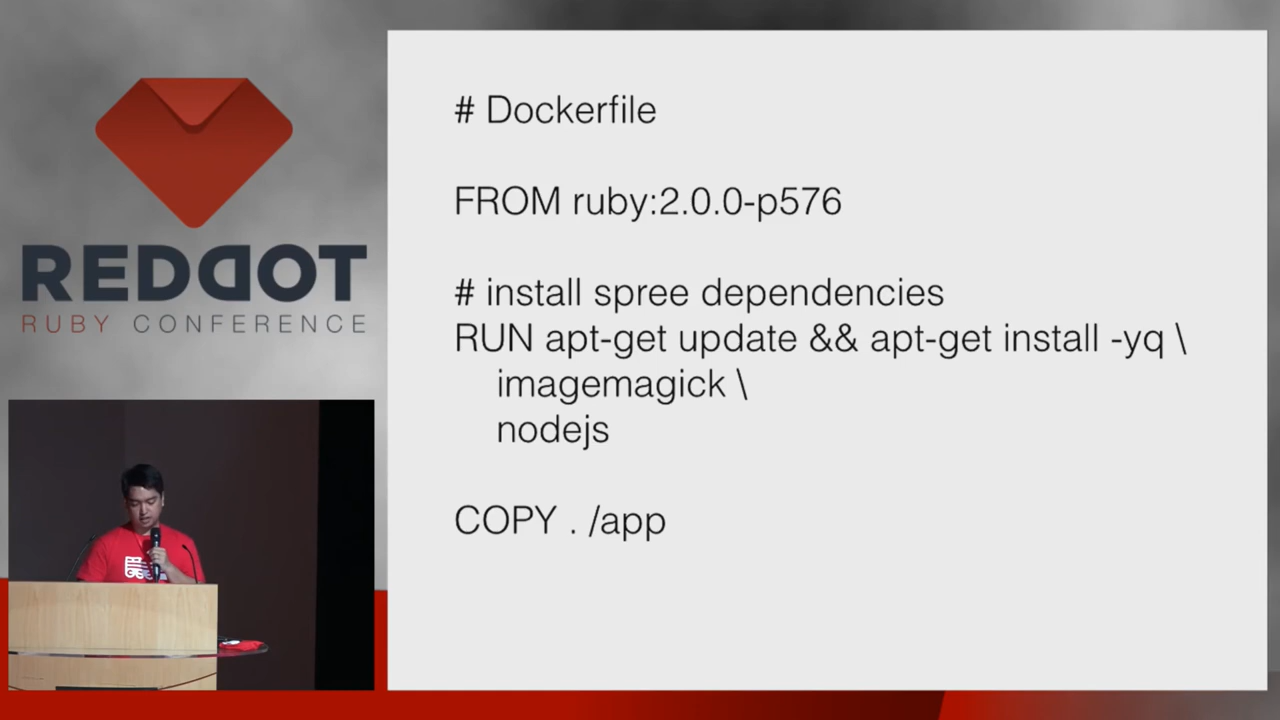 REDDOT
RUBY CONFERENCE
# Dockerfile
FROM ruby:2.0.0-p576
# install spree dependencies
RUN apt-get update && apt-get install -yq \
imagemagick \
nodejs
COPY . /app